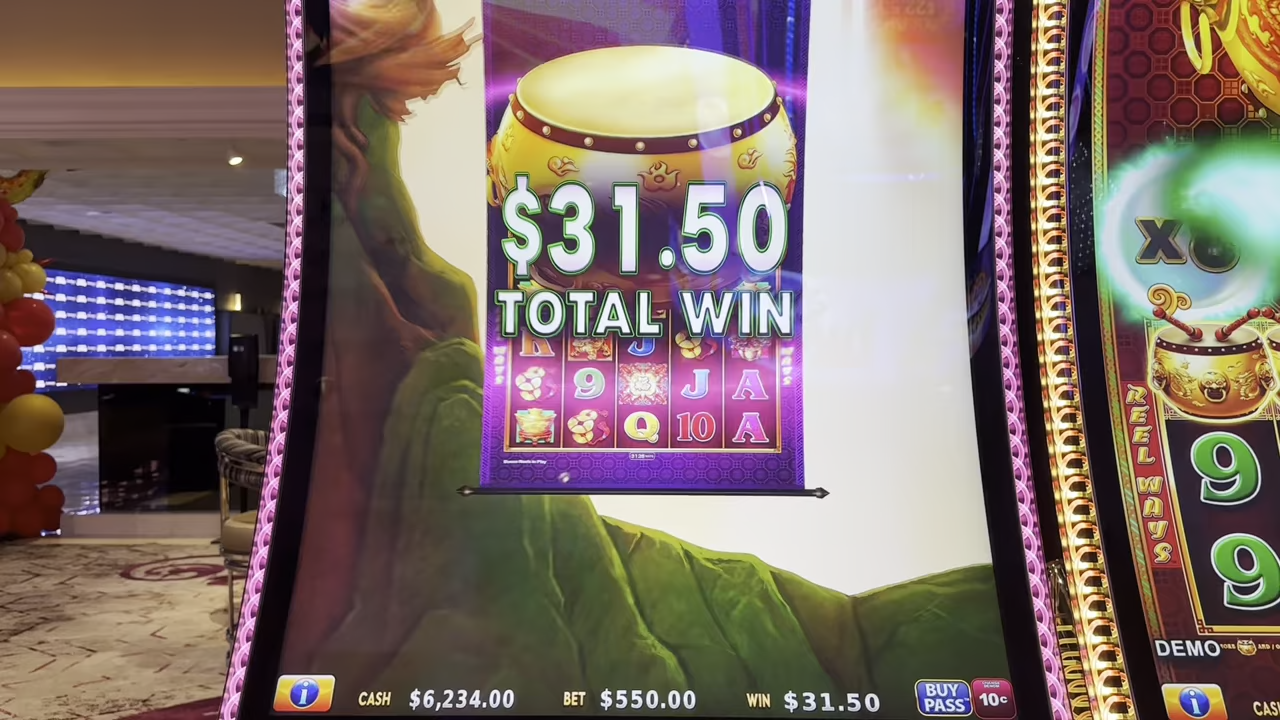 $31.50
TOTAL WIN
K J
9 J A
Q 10 A
CASH $6,234.00 BET $550.00 WIN $31.50 BUY PASS 10¢
X
REEL WAYS
9
9
DEMO
CAS